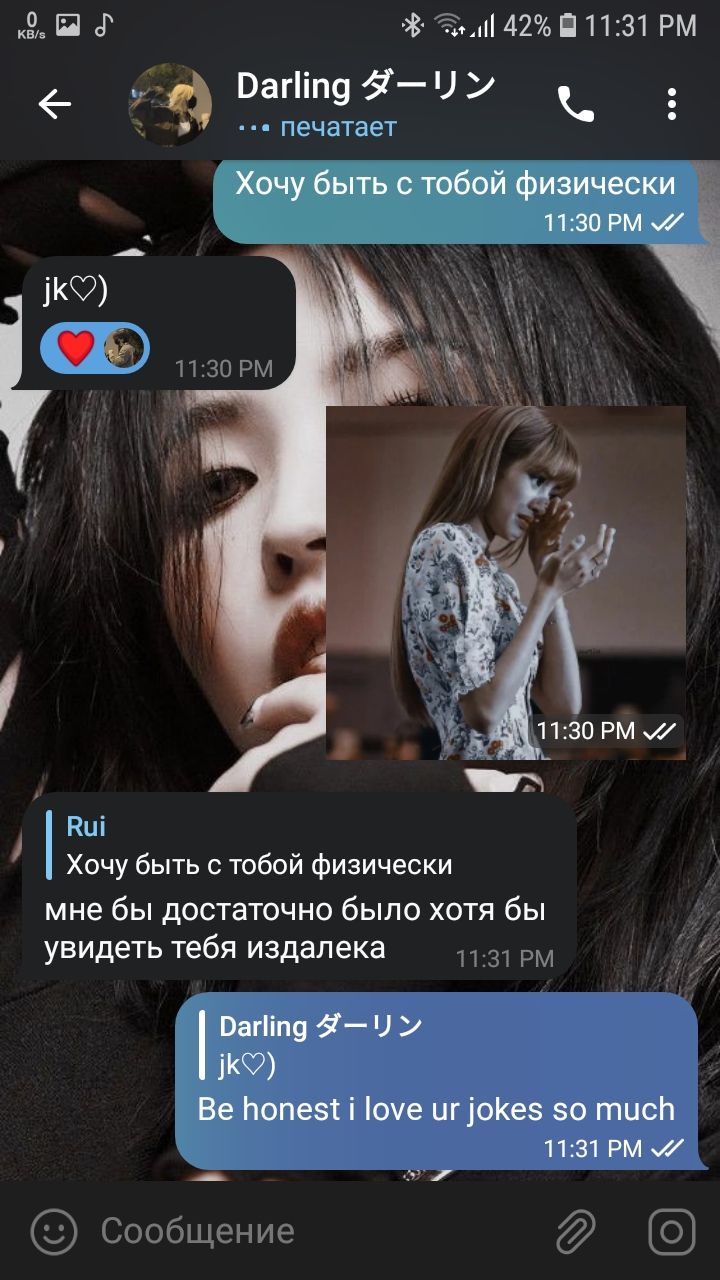 0
KB/s
42%
11:31 PM
Darling ダーリン
печатает
Хочу быть с тобой физически
11:30 PM
jk♡)
11:30 PM
11:30 PM
Rui
Хочу быть с тобой физически
мне бы достаточно было хотя бы
увидеть тебя издалека
11:31 PM
Darling ダーリン
jk♡)
Be honest i love ur jokes so much
11:31 PM
Сообщение